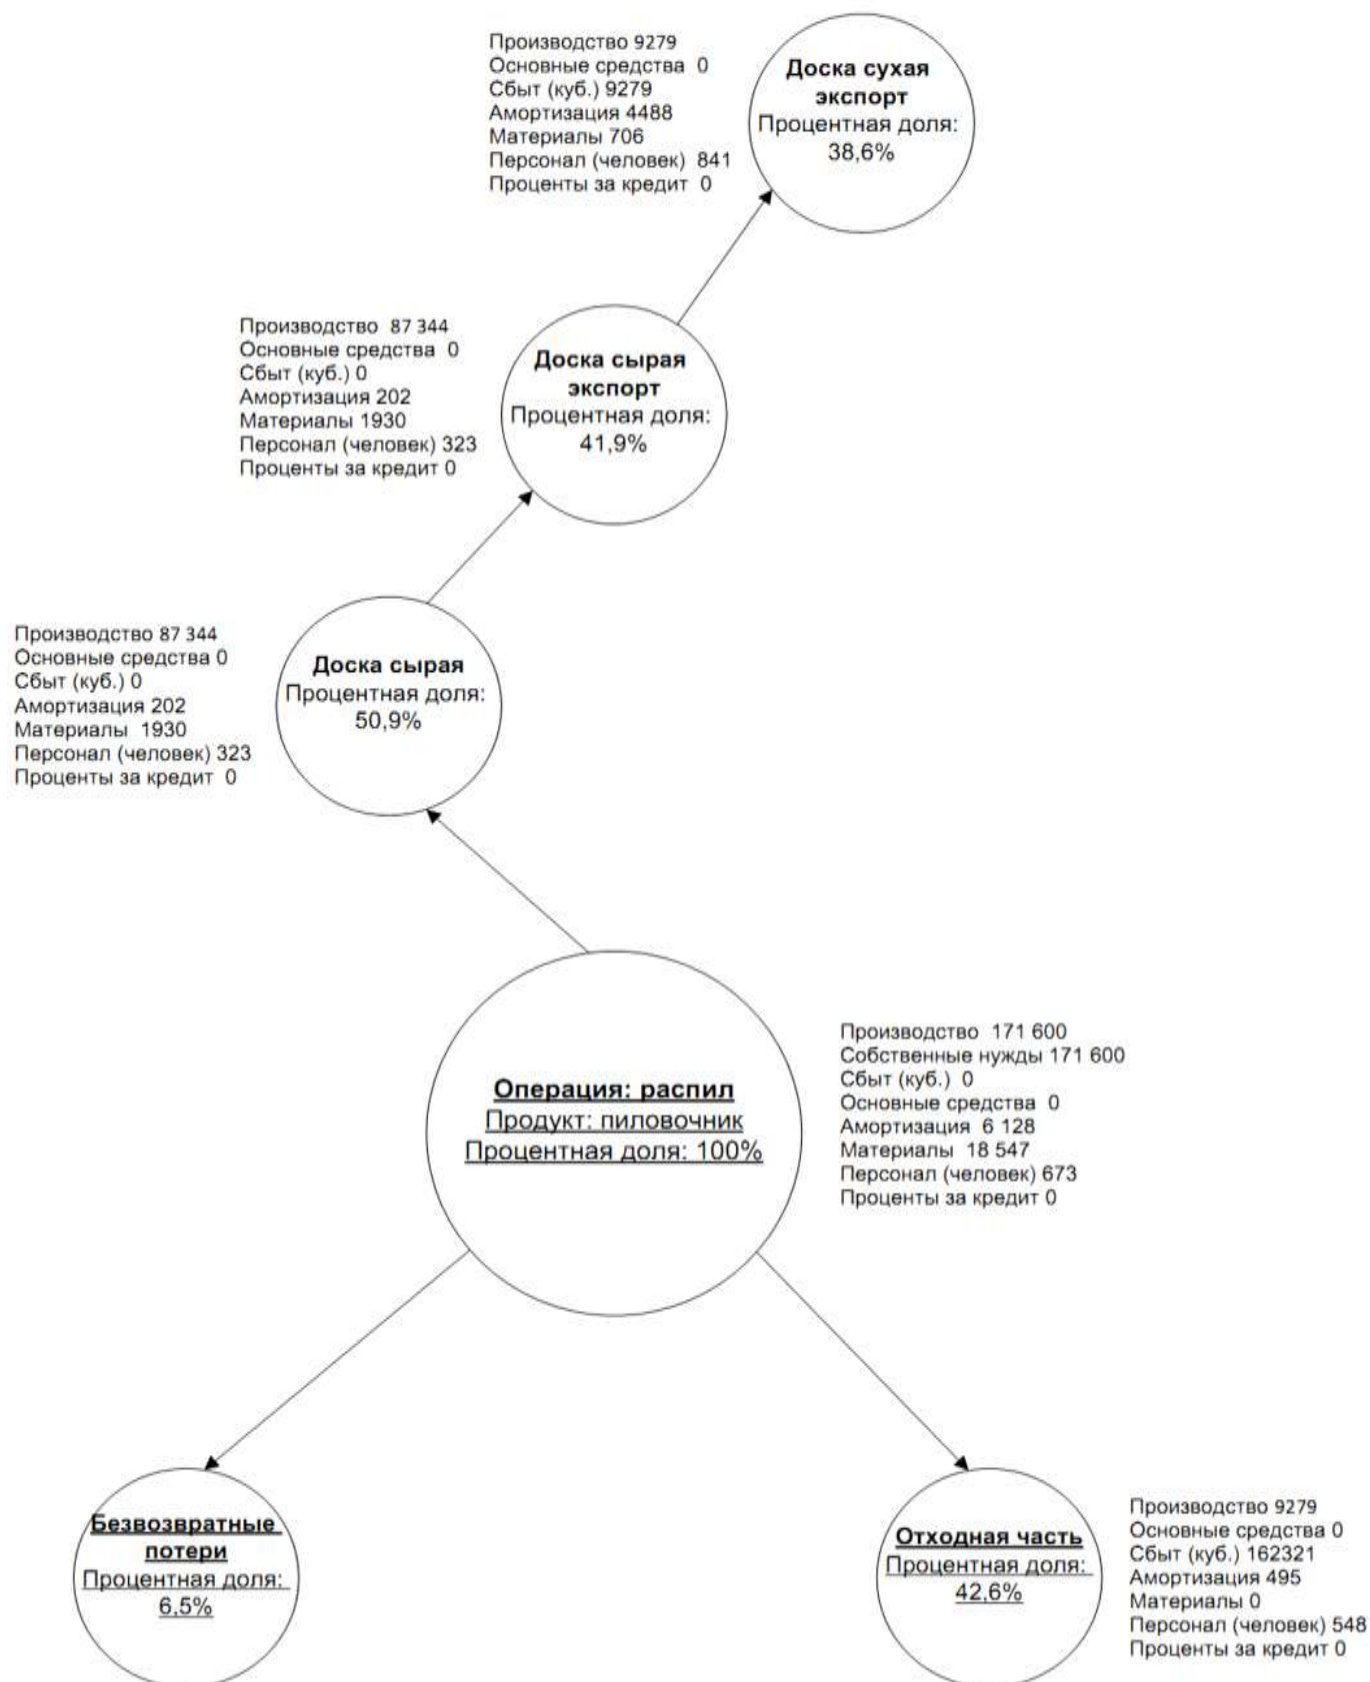 Производство 9279
Основные средства 0
Сбыт (куб.) 9279
Амортизация 4488
Материалы 706
Персонал (человек) 841
Проценты за кредит 0
Доска сухая
экспорт
Процентная доля:
38,6%
Производство 87 344
Основные средства 0
Сбыт (куб.) 0
Амортизация 202
Материалы 1930
Персонал (человек) 323
Проценты за кредит 0
Доска сырая
экспорт
Процентная доля:
41,9%
Производство 87 344
Основные средства 0
Сбыт (куб.) 0
Амортизация 202
Материалы 1930
Персонал (человек) 323
Проценты за кредит 0
Доска сырая
Процентная доля:
50,9%
Операция: распил
Продукт: пиловочник
Процентная доля: 100%
Производство 171 600
Собственные нужды 171 600
Сбыт (куб.) 0
Основные средства 0
Амортизация 6 128
Материалы 18 547
Персонал (человек) 673
Проценты за кредит 0
Безвозвратные
потери
Процентная доля:
6,5%
Отходная часть
Процентная доля:
42,6%
Производство 9279
Основные средства 0
Сбыт (куб.) 162321
Амортизация 495
Материалы 0
Персонал (человек) 548
Проценты за кредит 0